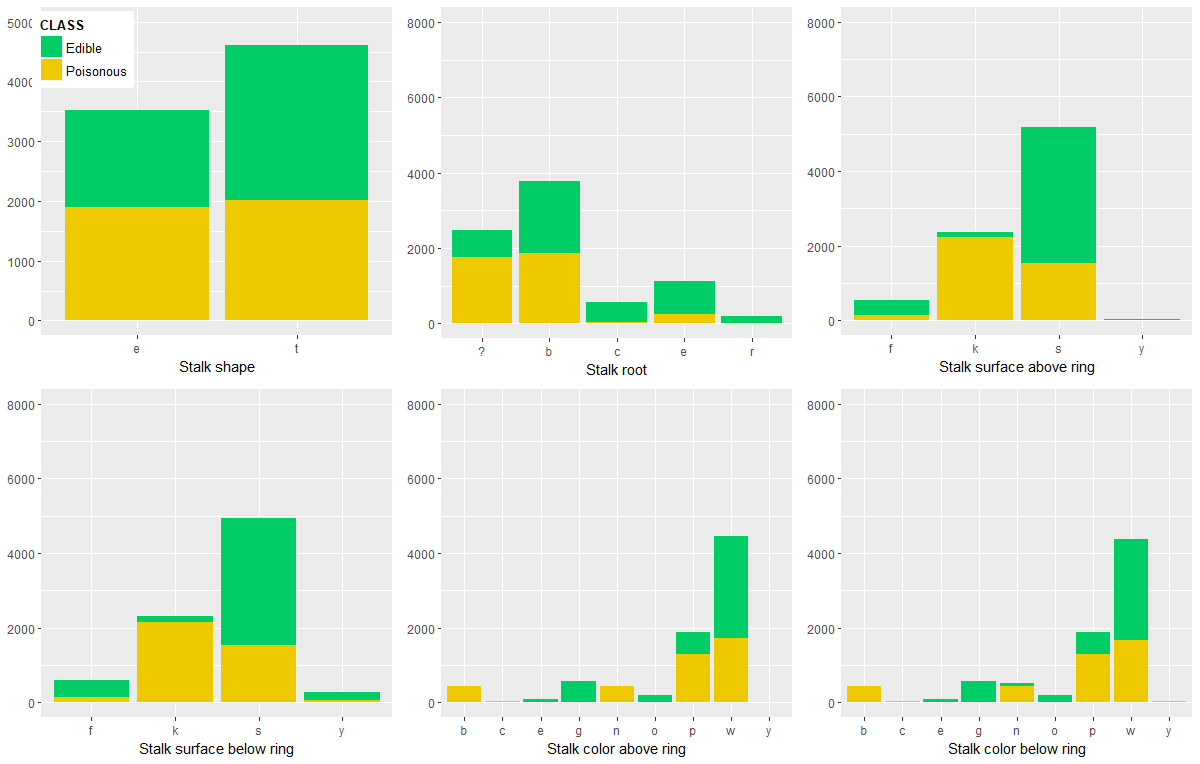 CLASS
Edible
Poisonous
5000
4000
3000
2000
1000
0
e t
Stalk shape
8000
6000
4000
2000
0
? b c e r
Stalk root
8000
6000
4000
2000
0
f k s y
Stalk surface above ring
8000
6000
4000
2000
0
f k s y
Stalk surface below ring
8000
6000
4000
2000
0
b c e g n o p w y
Stalk color above ring
8000
6000
4000
2000
0
b c e g n o p w y
Stalk color below ring